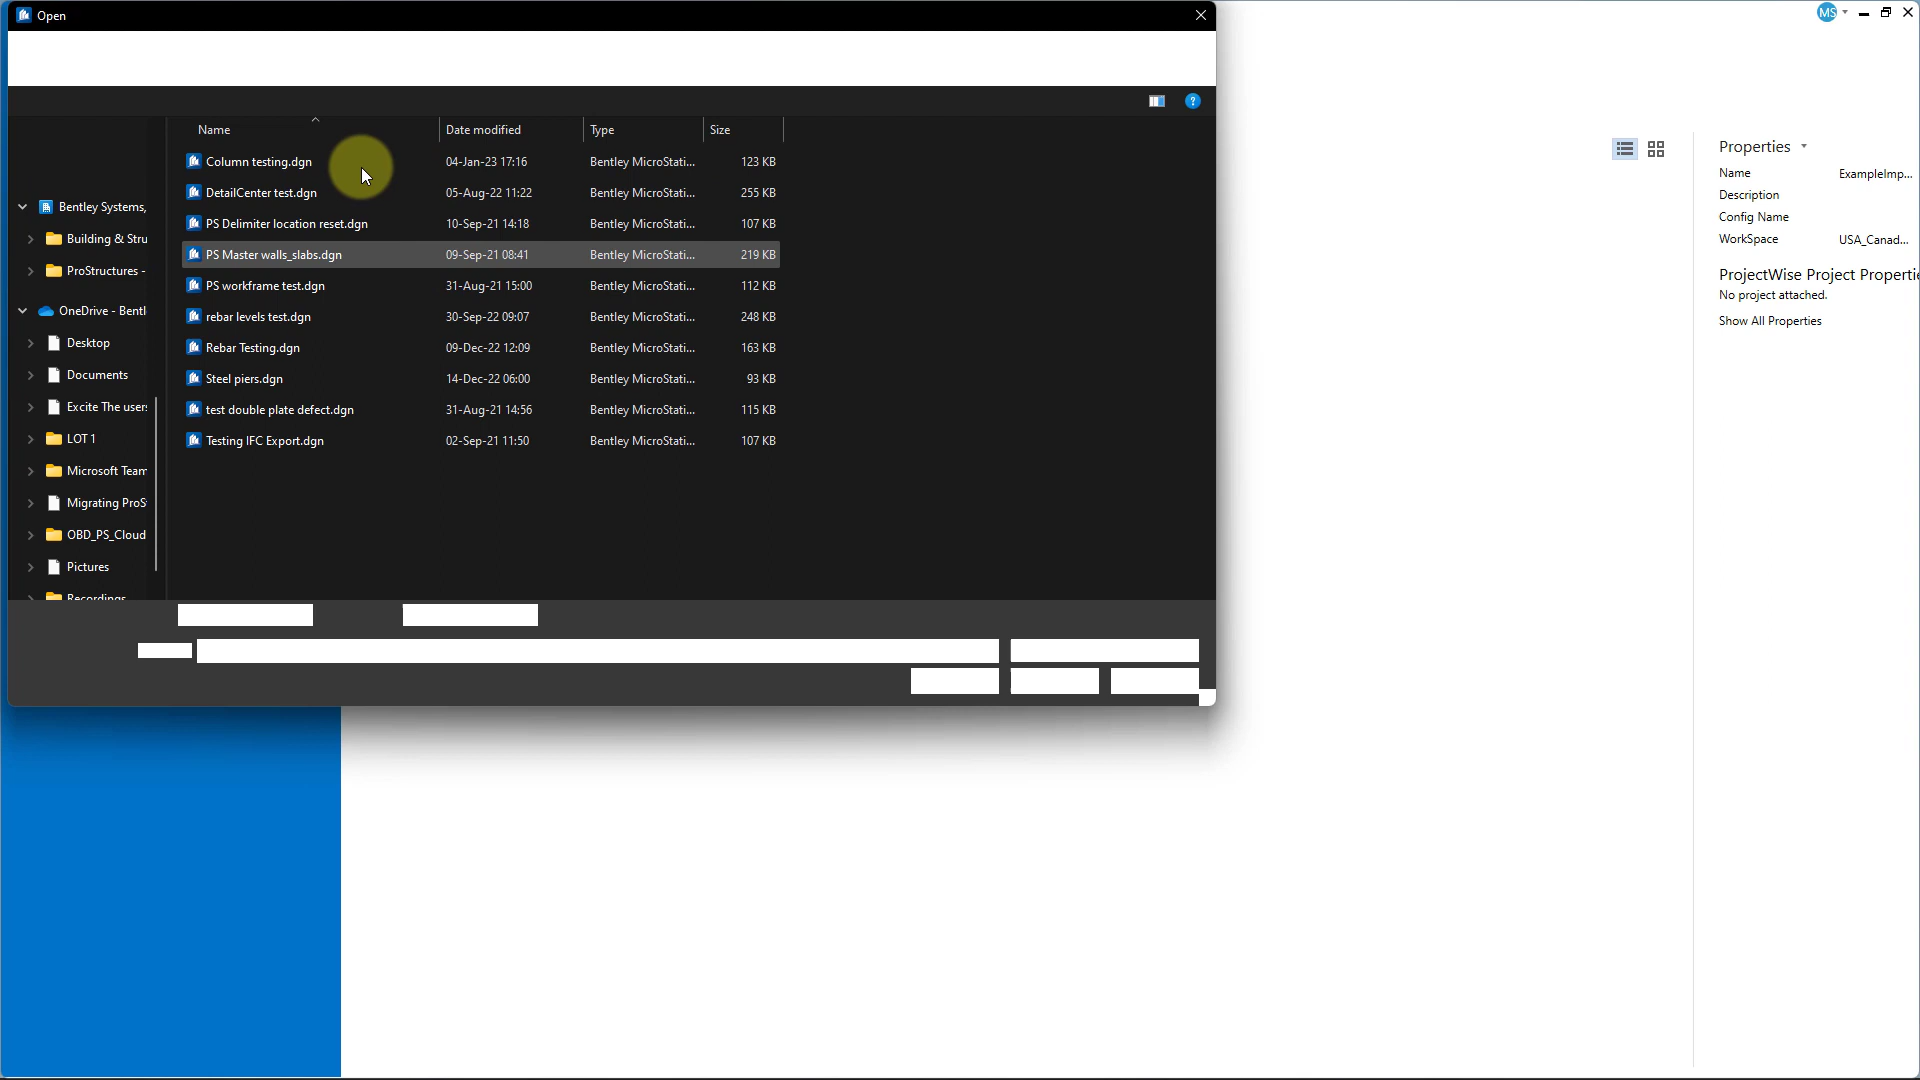 Open
MS
Name
Date modified
Type
Size
Column testing.dgn 04-Jan-23 17:16 Bentley MicroStati... 123 KB
DetailCenter test.dgn 05-Aug-22 11:22 Bentley MicroStati... 255 KB
PS Delimiter location reset.dgn 10-Sep-21 14:18 Bentley MicroStati... 107 KB
PS Master walls_slabs.dgn 09-Sep-21 08:41 Bentley MicroStati... 219 KB
PS workframe test.dgn 31-Aug-21 15:00 Bentley MicroStati... 112 KB
rebar levels test.dgn 30-Sep-22 09:07 Bentley MicroStati... 248 KB
Rebar Testing.dgn 09-Dec-22 12:09 Bentley MicroStati... 163 KB
Steel piers.dgn 14-Dec-22 06:00 Bentley MicroStati... 93 KB
test double plate defect.dgn 31-Aug-21 14:56 Bentley MicroStati... 115 KB
Testing IFC Export.dgn 02-Sep-21 11:50 Bentley MicroStati... 107 KB
Bentley Systems,
Building & Stru
ProStructures -
OneDrive - Bentl
Desktop
Documents
Excite The users
LOT 1
Microsoft Team
Migrating ProS
OBD_PS_Cloud
Pictures
Recordings
Properties
Name ExampleImp...
Description
Config Name
WorkSpace USA_Canad...
ProjectWise Project Propertie
No project attached.
Show All Properties